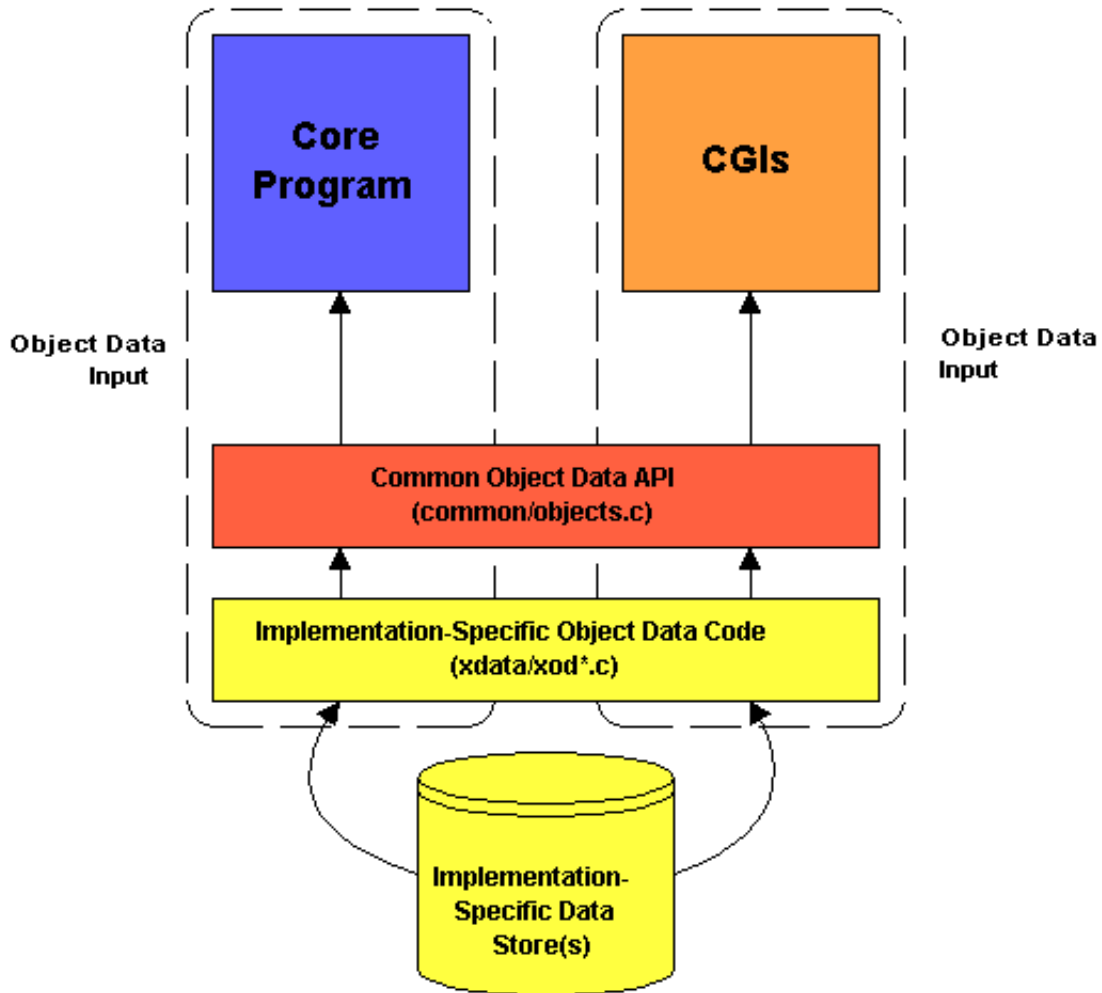 Core
Program
CGIs
Object Data
Input
Object Data
Input
Common Object Data API
(common/objects.c)
Implementation-Specific Object Data Code
(xdata/xod*.c)
Implementation-
Specific Data
Store(s)